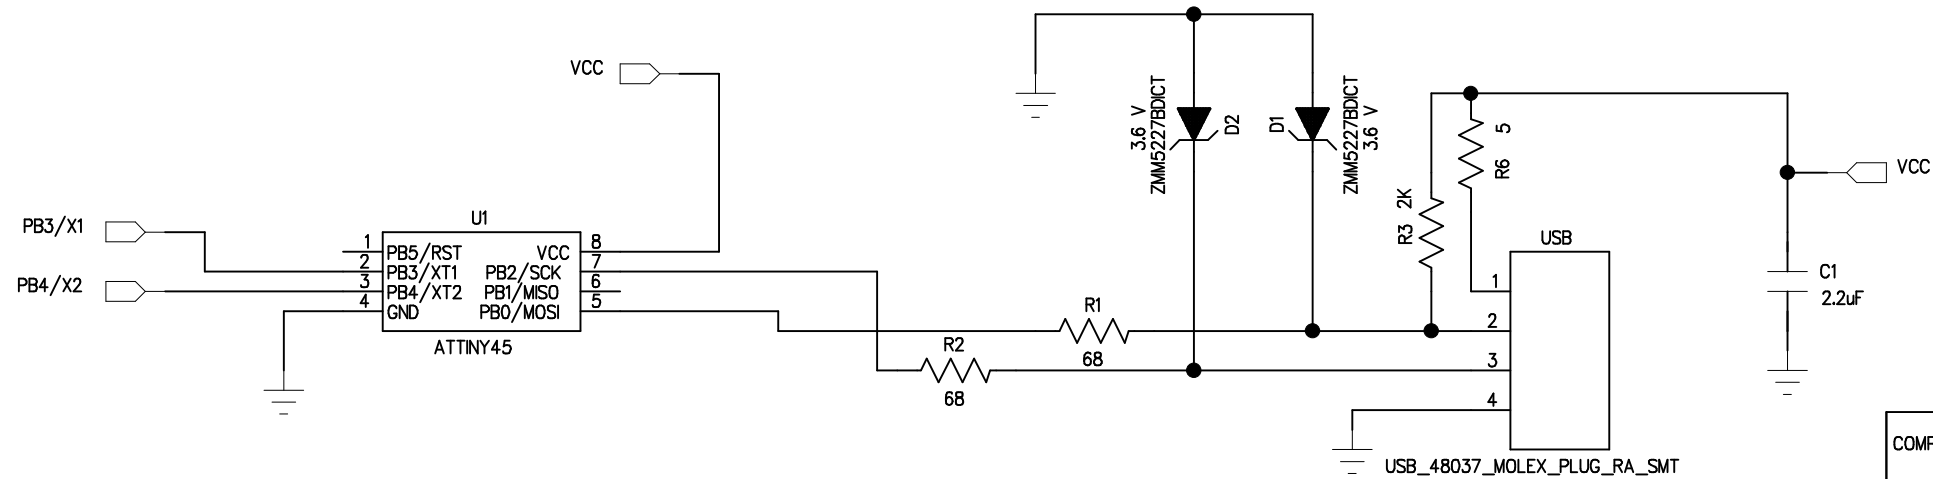 VCC
3.6 V
ZMM5227BDICT
D2
D1
ZMM5227BDICT
3.6 V
5
R6
2K
R3
VCC
PB3/X1
PB4/X2
U1
1
2
3
4
PB5/RST
PB3/XT1
PB4/XT2
GND
VCC
PB2/SCK
PB1/MISO
PB0/MOSI
8
7
6
5
ATTINY45
R1
68
R2
68
USB
1
2
3
4
USB_48037_MOLEX_PLUG_RA_SMT
C1
2.2uF